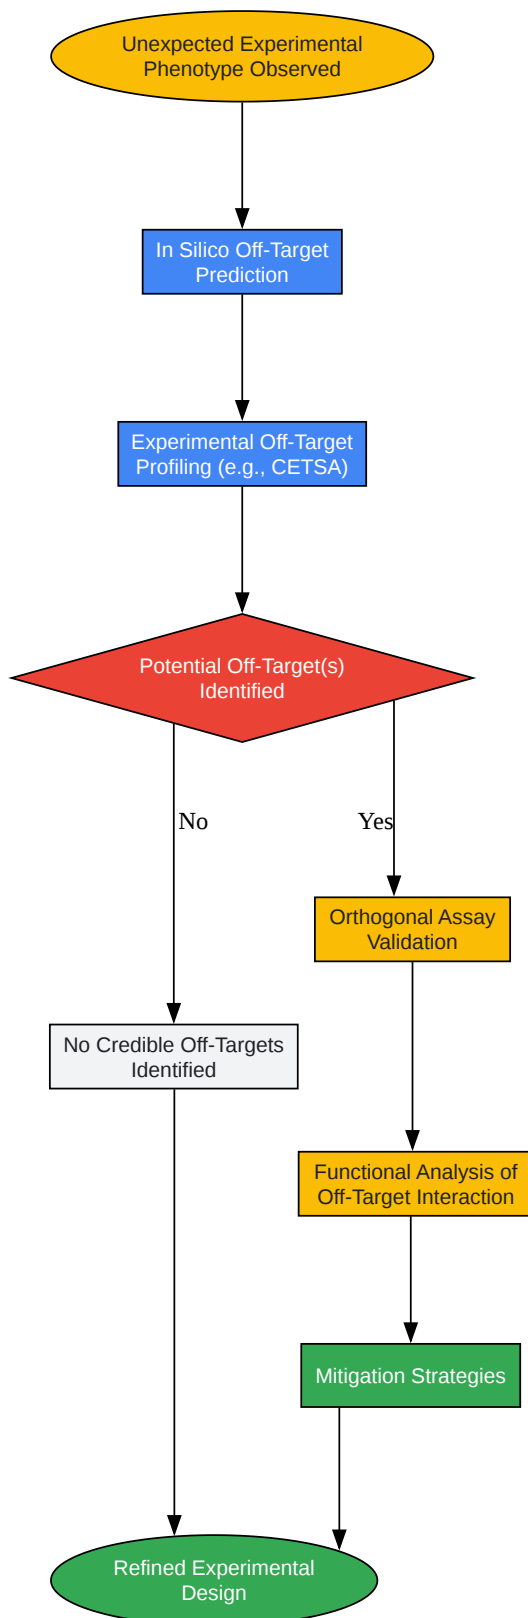 Unexpected Experimental
Phenotype Observed
In Silico Off-Target
Prediction
Experimental Off-Target
Profiling (e.g., CETSA)
Potential Off-Target(s)
Identified
No
Yes
Orthogonal Assay
Validation
No Credible Off-Targets
Identified
Functional Analysis of
Off-Target Interaction
Mitigation Strategies
Refined Experimental
Design